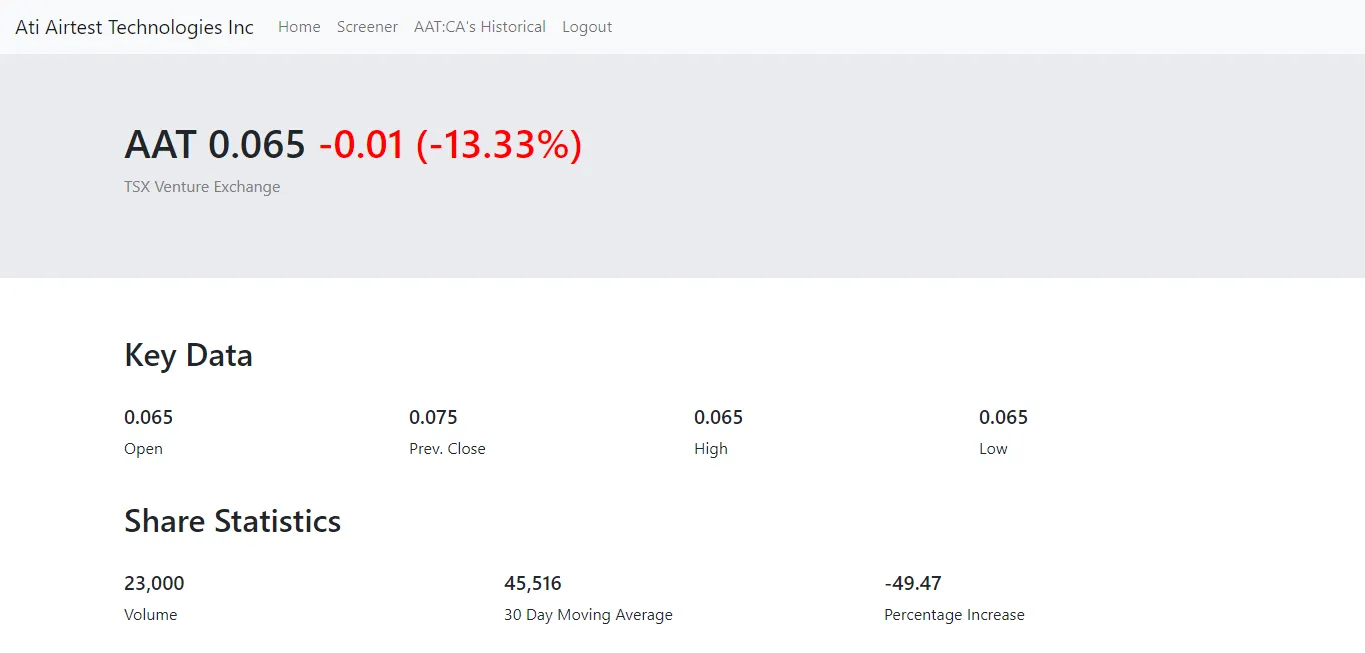 Ati Airtest Technologies Inc Home Screener AAT:CA's Historical Logout
AAT 0.065 -0.01 (-13.33%)
TSX Venture Exchange
Key Data
0.065 0.075 0.065 0.065
Open Prev. Close High Low
Share Statistics
23,000 45,516 -49.47
Volume 30 Day Moving Average Percentage Increase